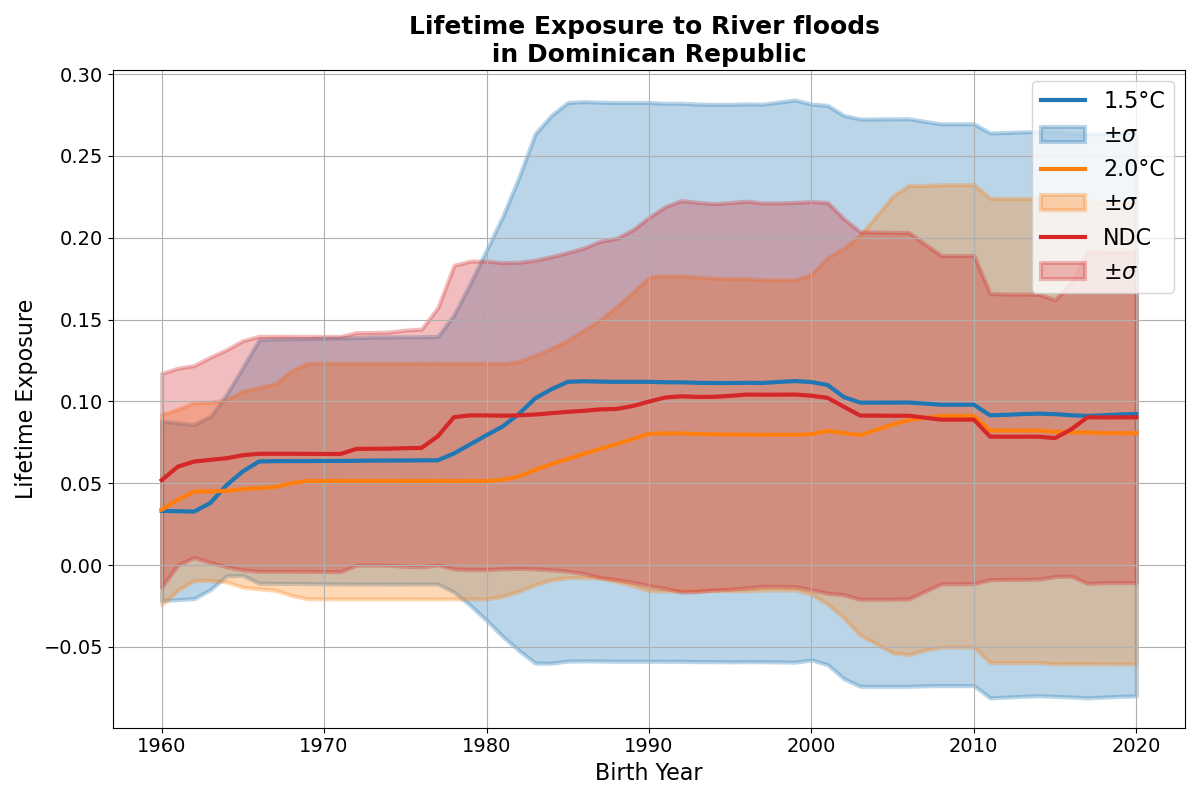 Lifetime Exposure to River floods
in Dominican Republic
Lifetime Exposure
0.30
0.25
0.20
0.15
0.10
0.05
0.00
−0.05
1960
1970
1980
1990
2000
2010
2020
Birth Year
1.5°C
±σ
2.0°C
±σ
NDC
±σ